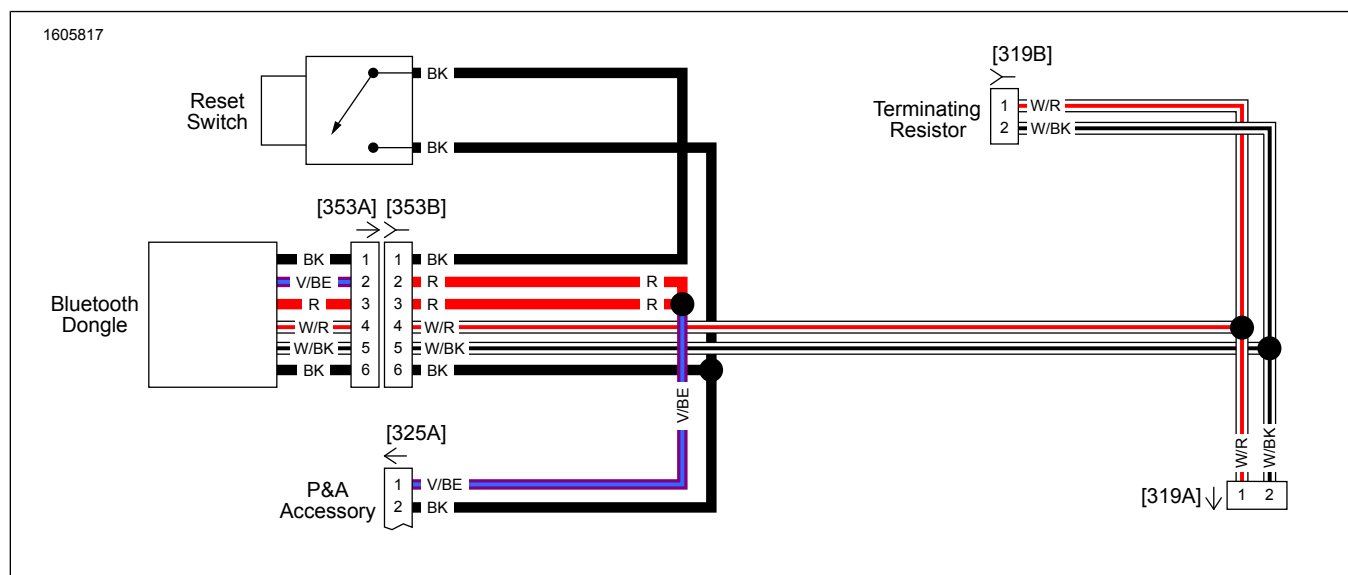 1605817
[319B]
Reset
Switch
BK
BK
Terminating
Resistor
1 W/R
2 W/BK
[353A] [353B]
Bluetooth
Dongle
BK 1 1 BK
V/BE 2 2 R R
R 3 3 R R
W/R 4 4 W/R
W/BK 5 5 W/BK
BK 6 6 BK
V/BE
W/R
W/BK
[325A]
P&A
Accessory
1 V/BE
2 BK
[319A] 1 2